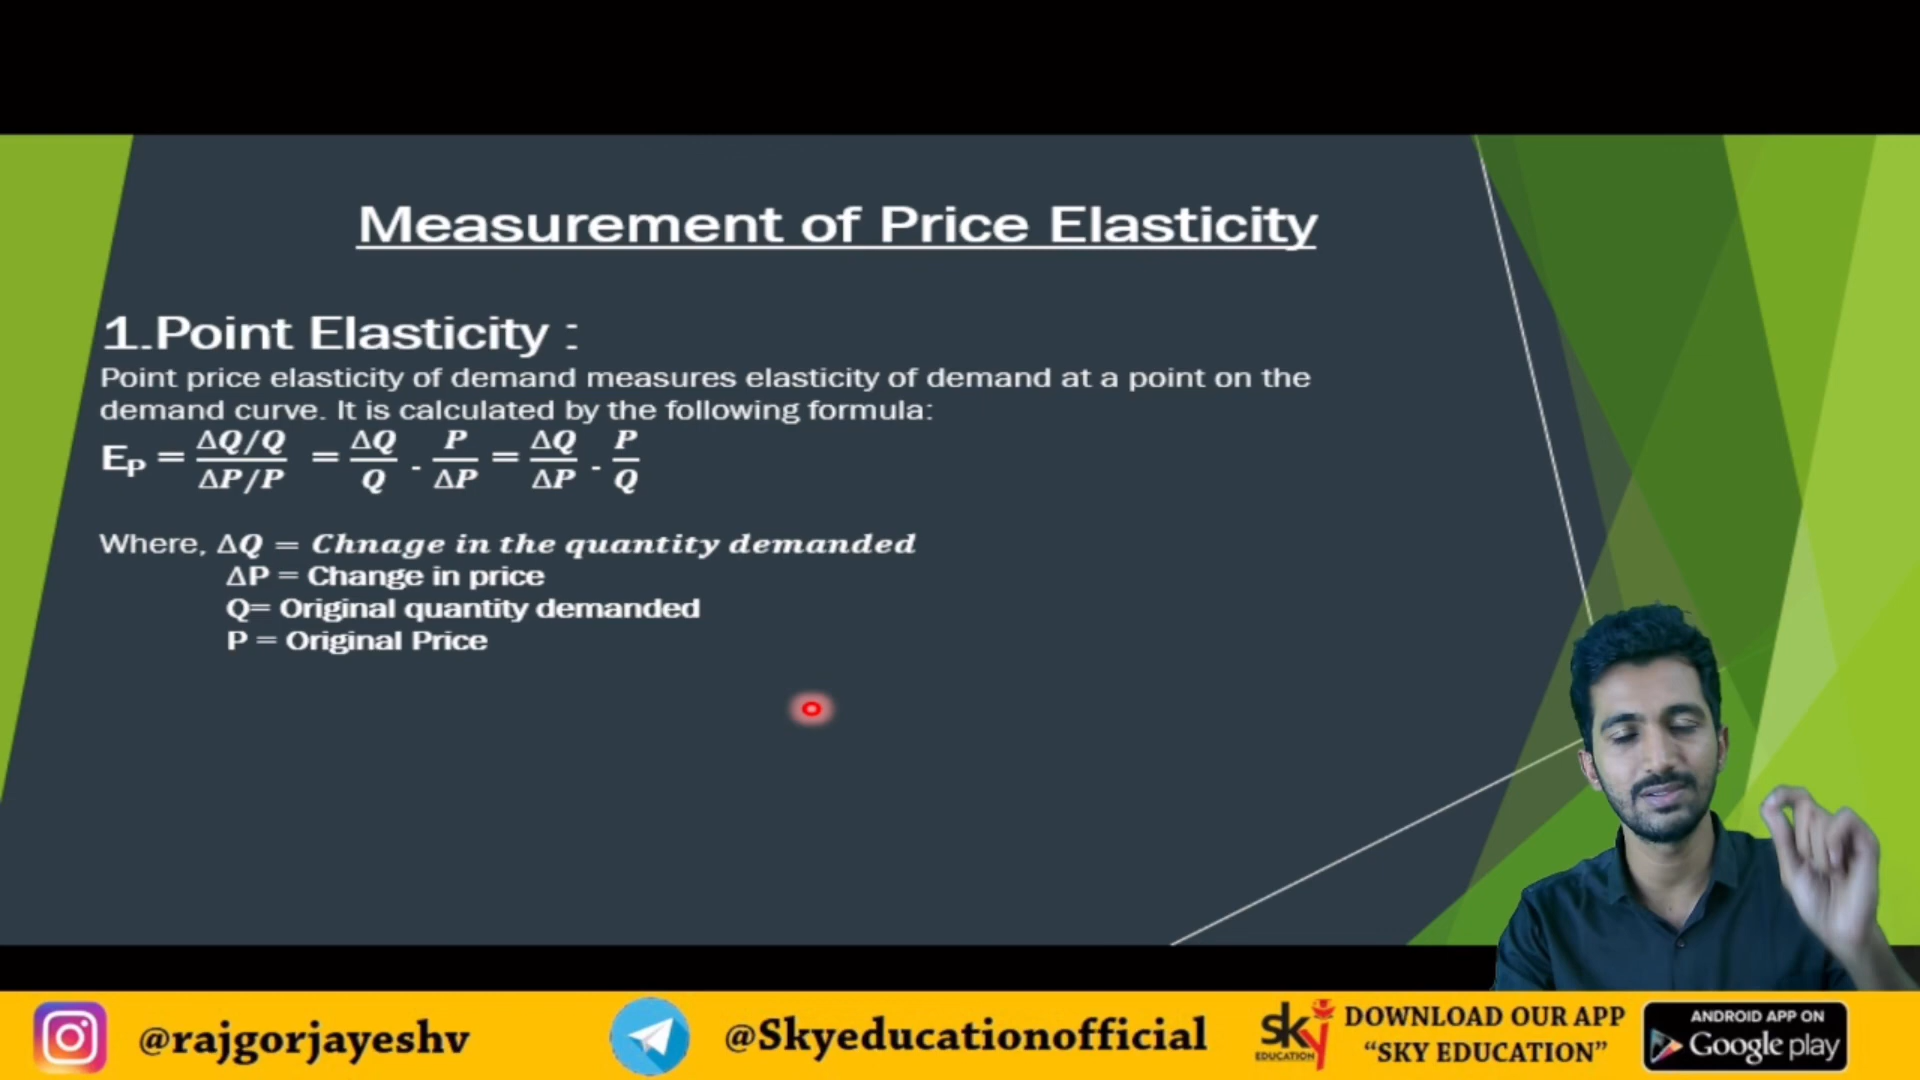 Measurement of Price Elasticity
1.Point Elasticity :
Point price elasticity of demand measures elasticity of demand at a point on the
demand curve. It is calculated by the following formula:
E_P = (ΔQ/Q)/(ΔP/P) = ΔQ/Q . P/ΔP = ΔQ/ΔP . P/Q
Where, ΔQ = Chnage in the quantity demanded
ΔP = Change in price
Q= Original quantity demanded
P = Original Price
@rajgorjayeshv
@Skyeducationofficial
sky
EDUCATION
DOWNLOAD OUR APP
“SKY EDUCATION”
ANDROID APP ON
Google play